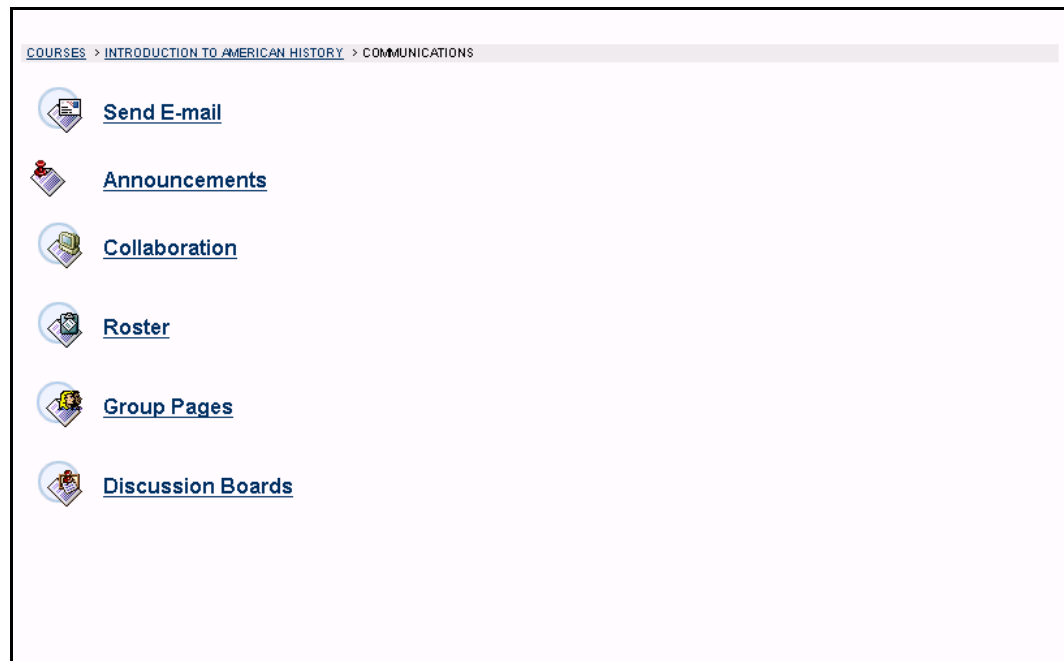 COURSES > INTRODUCTION TO AMERICAN HISTORY > COMMUNICATIONS
Send E-mail
Announcements
Collaboration
Roster
Group Pages
Discussion Boards